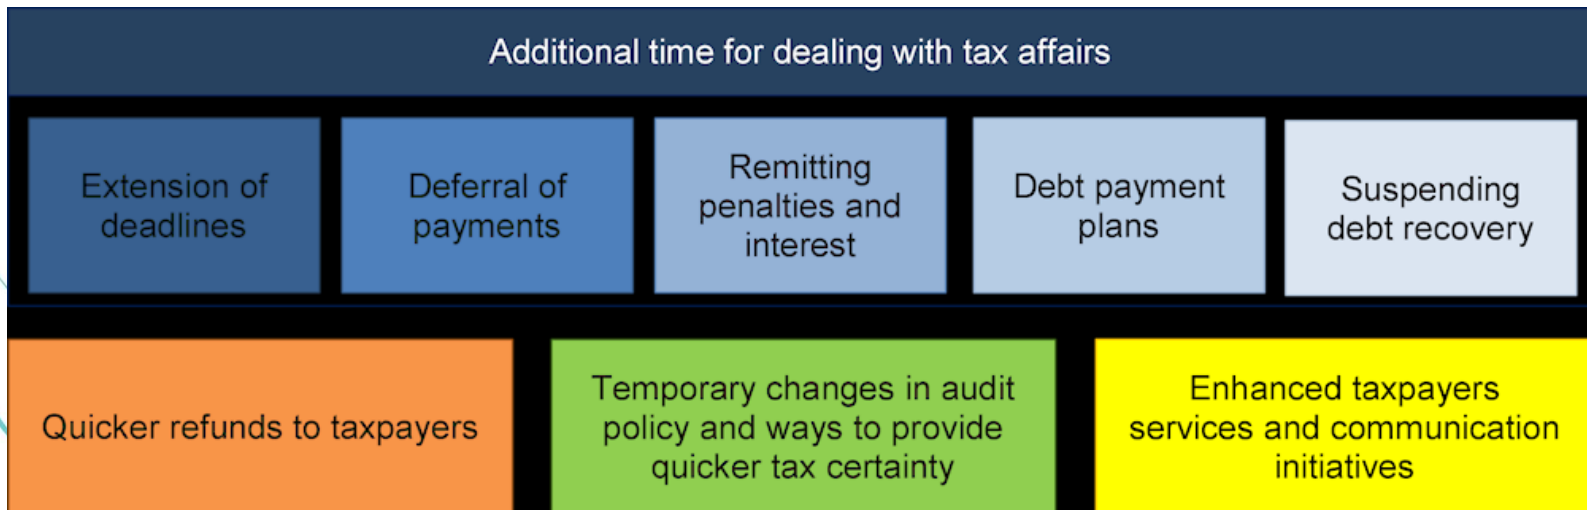 Additional time for dealing with tax affairs
Extension of
deadlines
Deferral of
payments
Remitting
penalties and
interest
Debt payment
plans
Suspending
debt recovery
Quicker refunds to taxpayers
Temporary changes in audit
policy and ways to provide
quicker tax certainty
Enhanced taxpayers
services and communication
initiatives